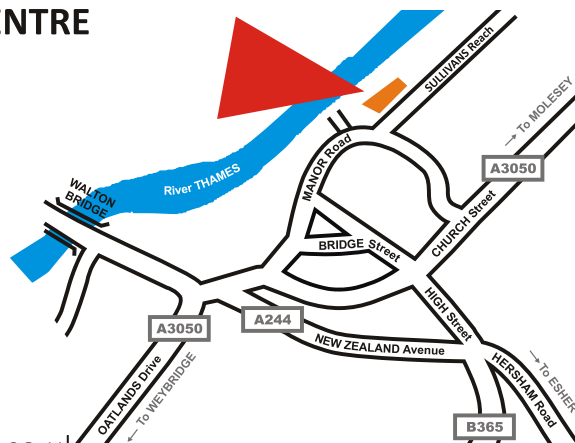 ENTRE
SULLIVANS Reach
To MOLESEY
A3050
River THAMES
MANOR Road
WALTON
BRIDGE
CHURCH Street
BRIDGE Street
HIGH Street
A3050
A244
NEW ZEALAND Avenue
OATLANDS Drive
To WEYBRIDGE
HERSHAM Road
To ESHER
B365